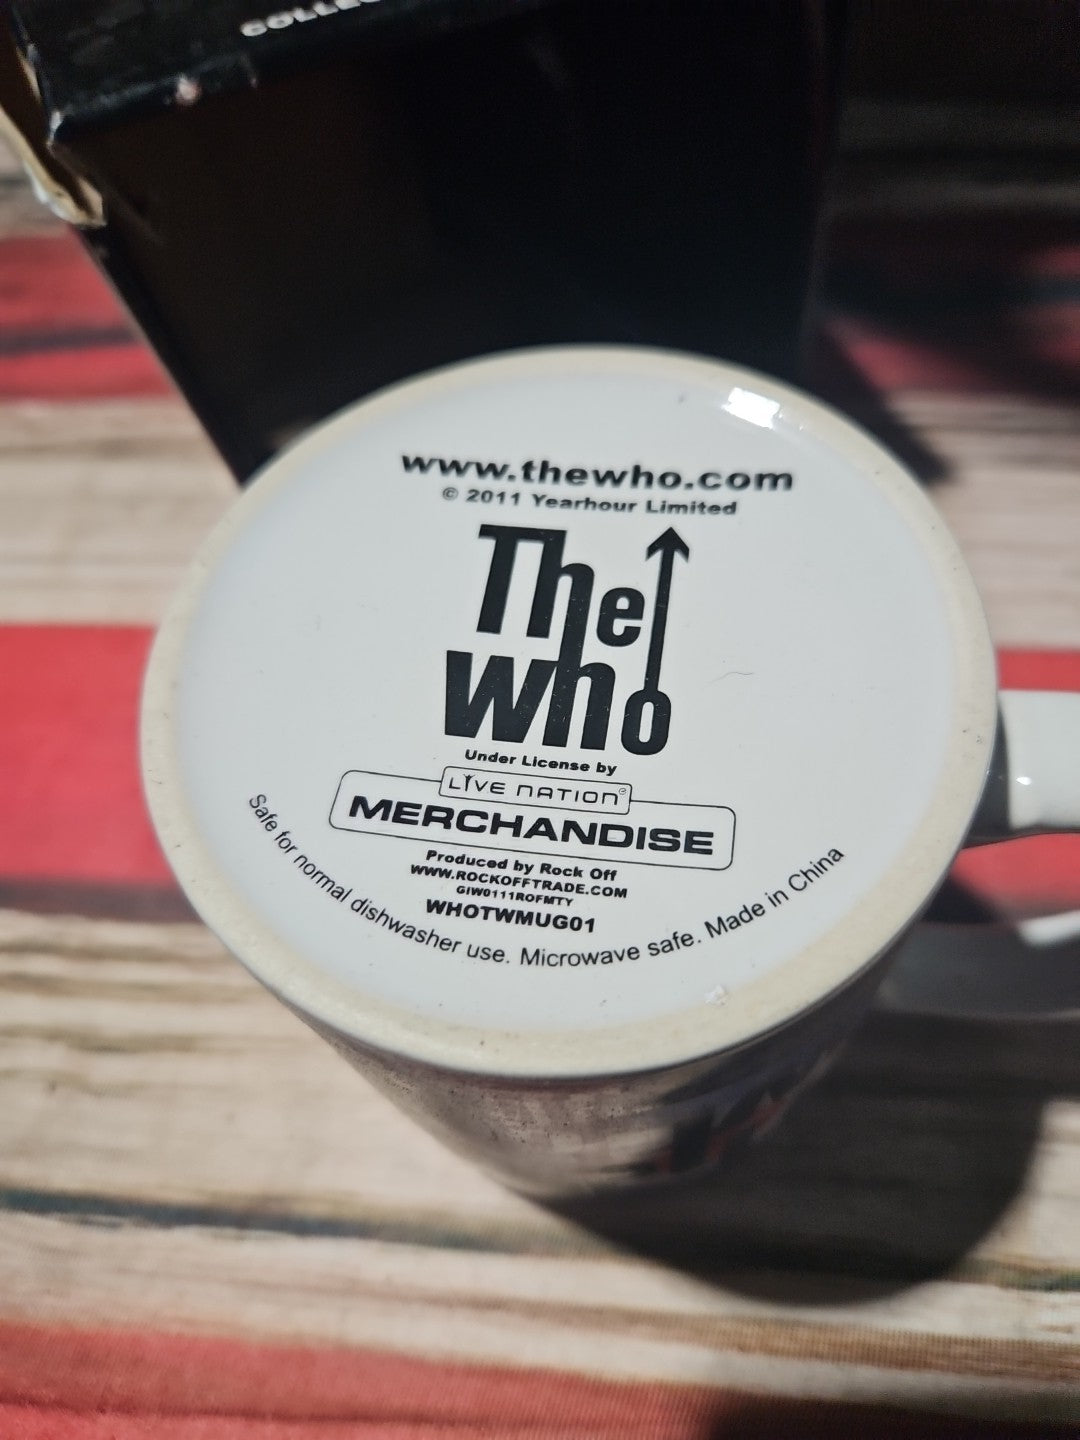 www.thewho.com
© 2011 Yearhour Limited
The
who
Under License by
LIVE NATION®
MERCHANDISE
Produced by Rock Off
WWW.ROCKOFFTRADE.COM
GIW0111ROFMTY
WHOTWMUG01
Safe for normal dishwasher use. Microwave safe. Made in China